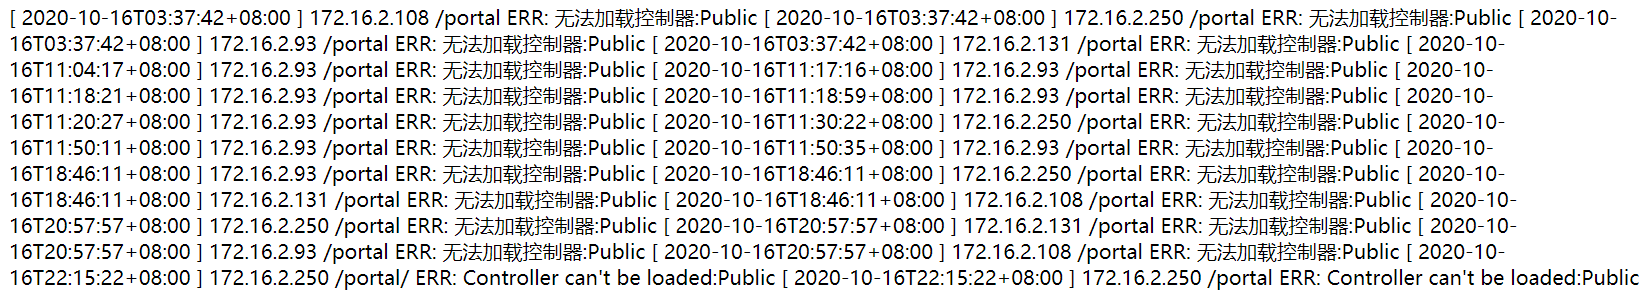 [ 2020-10-16T03:37:42+08:00 ] 172.16.2.108 /portal ERR: 无法加载控制器:Public [ 2020-10-16T03:37:42+08:00 ] 172.16.2.250 /portal ERR: 无法加载控制器:Public [ 2020-10-
16T03:37:42+08:00 ] 172.16.2.93 /portal ERR: 无法加载控制器:Public [ 2020-10-16T03:37:42+08:00 ] 172.16.2.131 /portal ERR: 无法加载控制器:Public [ 2020-10-
16T11:04:17+08:00 ] 172.16.2.93 /portal ERR: 无法加载控制器:Public [ 2020-10-16T11:17:16+08:00 ] 172.16.2.93 /portal ERR: 无法加载控制器:Public [ 2020-10-
16T11:18:21+08:00 ] 172.16.2.93 /portal ERR: 无法加载控制器:Public [ 2020-10-16T11:18:59+08:00 ] 172.16.2.93 /portal ERR: 无法加载控制器:Public [ 2020-10-
16T11:20:27+08:00 ] 172.16.2.93 /portal ERR: 无法加载控制器:Public [ 2020-10-16T11:30:22+08:00 ] 172.16.2.250 /portal ERR: 无法加载控制器:Public [ 2020-10-
16T11:50:11+08:00 ] 172.16.2.93 /portal ERR: 无法加载控制器:Public [ 2020-10-16T11:50:35+08:00 ] 172.16.2.93 /portal ERR: 无法加载控制器:Public [ 2020-10-
16T18:46:11+08:00 ] 172.16.2.93 /portal ERR: 无法加载控制器:Public [ 2020-10-16T18:46:11+08:00 ] 172.16.2.250 /portal ERR: 无法加载控制器:Public [ 2020-10-
16T18:46:11+08:00 ] 172.16.2.131 /portal ERR: 无法加载控制器:Public [ 2020-10-16T18:46:11+08:00 ] 172.16.2.108 /portal ERR: 无法加载控制器:Public [ 2020-10-
16T20:57:57+08:00 ] 172.16.2.250 /portal ERR: 无法加载控制器:Public [ 2020-10-16T20:57:57+08:00 ] 172.16.2.131 /portal ERR: 无法加载控制器:Public [ 2020-10-
16T20:57:57+08:00 ] 172.16.2.93 /portal ERR: 无法加载控制器:Public [ 2020-10-16T20:57:57+08:00 ] 172.16.2.108 /portal ERR: 无法加载控制器:Public [ 2020-10-
16T22:15:22+08:00 ] 172.16.2.250 /portal/ ERR: Controller can't be loaded:Public [ 2020-10-16T22:15:22+08:00 ] 172.16.2.250 /portal ERR: Controller can't be loaded:Public